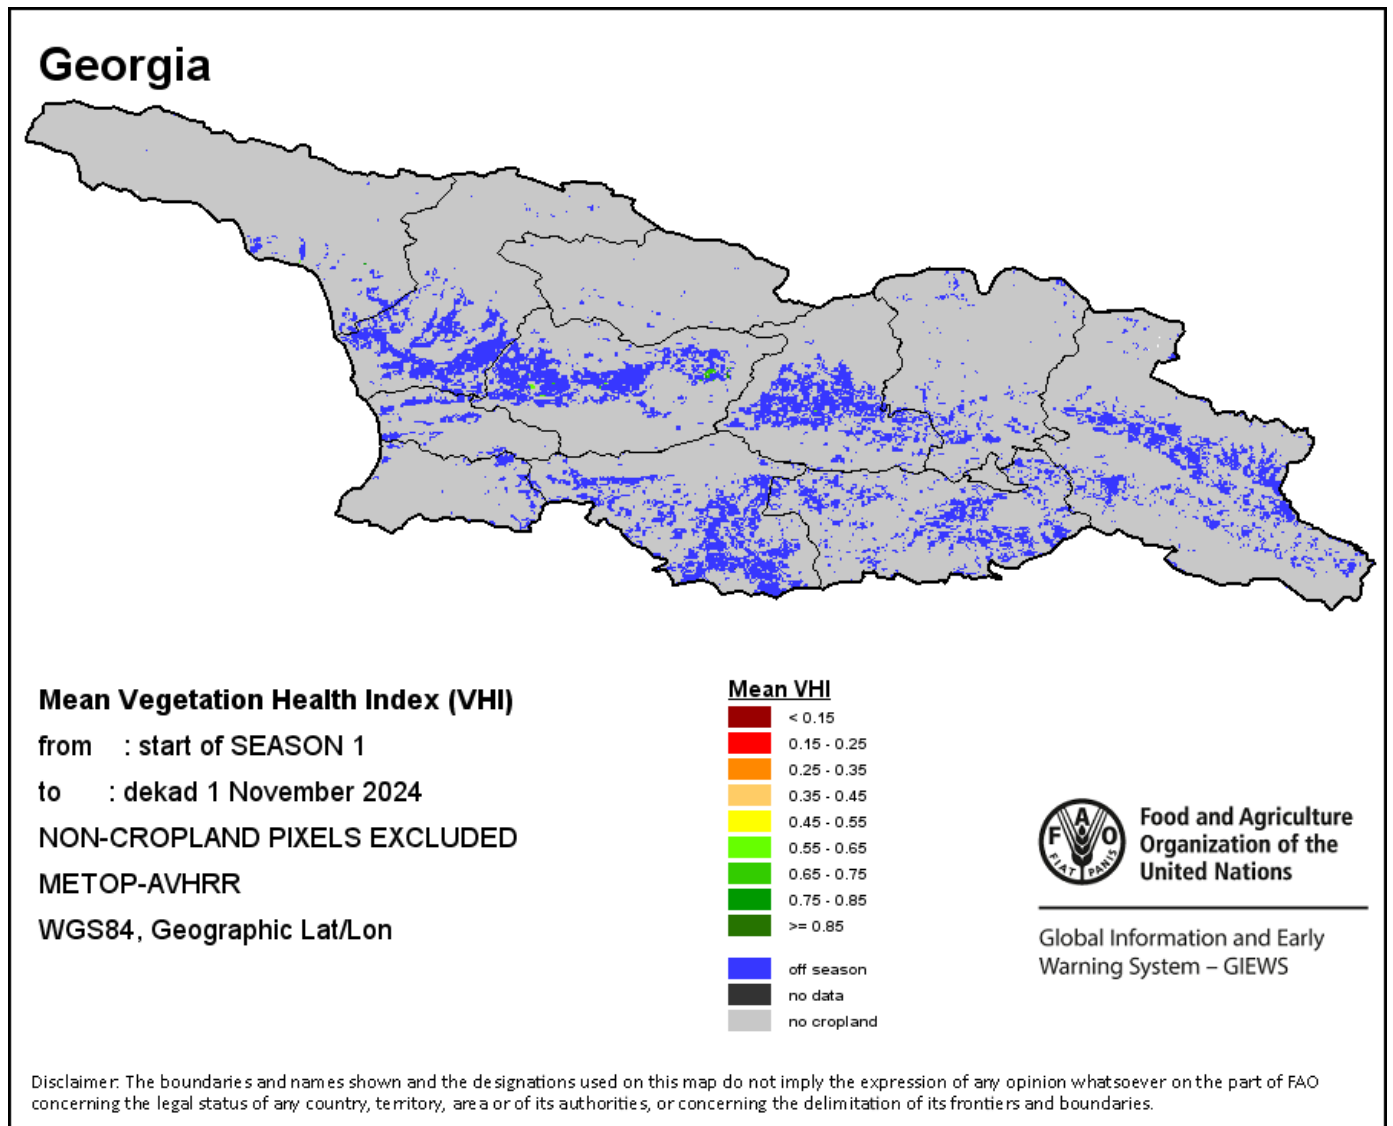 Georgia
Mean Vegetation Health Index (VHI)
from : start of SEASON 1
to : dekad 1 November 2024
NON-CROPLAND PIXELS EXCLUDED
METOP-AVHRR
WGS84, Geographic Lat/Lon
Mean VHI
< 0.15
0.15 - 0.25
0.25 - 0.35
0.35 - 0.45
0.45 - 0.55
0.55 - 0.65
0.65 - 0.75
0.75 - 0.85
>= 0.85
off season
no data
no cropland
F A O
FIAT PANIS
Food and Agriculture
Organization of the
United Nations
Global Information and Early
Warning System – GIEWS
Disclaimer: The boundaries and names shown and the designations used on this map do not imply the expression of any opinion whatsoever on the part of FAO
concerning the legal status of any country, territory, area or of its authorities, or concerning the delimitation of its frontiers and boundaries.